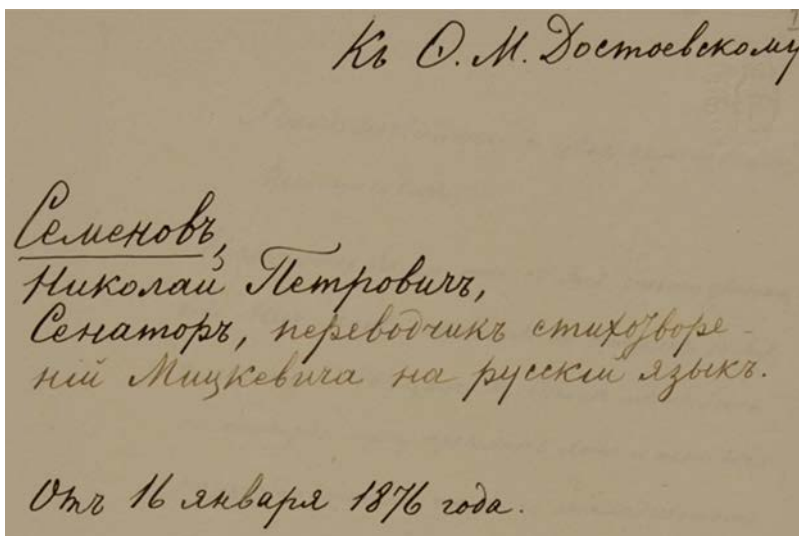 Къ Ѳ. М. Достоевскому
Семеновъ,
Николай Петровичъ,
Сенаторъ, переводчикъ стихотворе-
ній Мицкевича на русскій языкъ.
Отъ 16 января 1876 года.